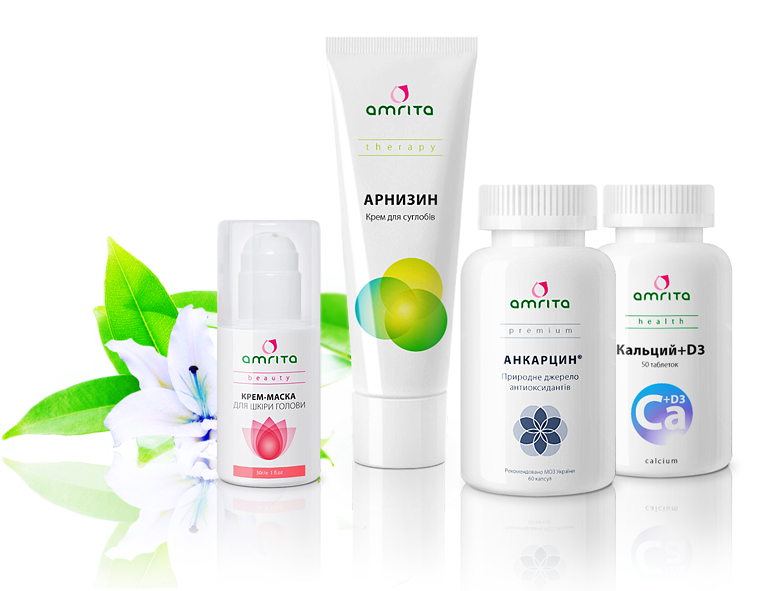 amrita
beauty
КРЕМ-МАСКА
ДЛЯ ШКІРИ ГОЛОВИ
amrita
therapy
АРНИЗИН
Крем для суглобів
amrita
premium
АНКАРЦИН®
Природне джерело
антиоксидантів
Рекомендовано МОЗ України
60 капсул
amrita
health
Кальций+D3
50 таблеток
+D3
Ca
calcium